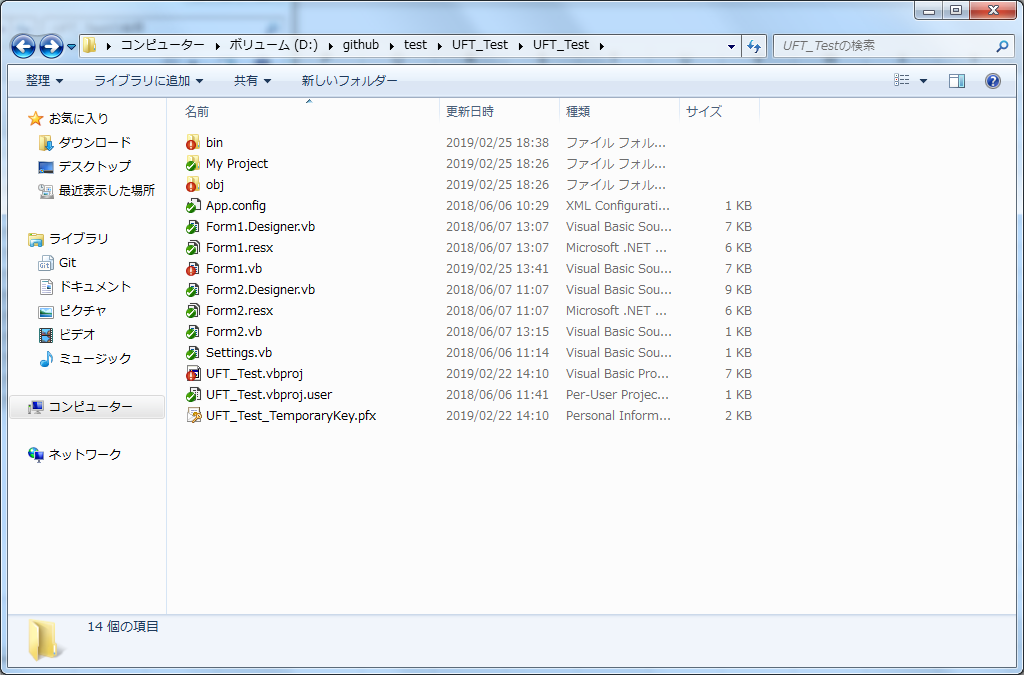 コンピューター ボリューム (D:) github test UFT_Test UFT_Test UFT_Testの検索
整理 ライブラリに追加 共有 新しいフォルダー
お気に入り
ダウンロード
デスクトップ
最近表示した場所
ライブラリ
Git
ドキュメント
ピクチャ
ビデオ
ミュージック
コンピューター
ネットワーク
名前 更新日時 種類 サイズ
bin 2019/02/25 18:38 ファイル フォル...
My Project 2019/02/25 18:26 ファイル フォル...
obj 2019/02/25 18:26 ファイル フォル...
App.config 2018/06/06 10:29 XML Configurati... 1 KB
Form1.Designer.vb 2018/06/07 13:07 Visual Basic Sou... 7 KB
Form1.resx 2018/06/07 13:07 Microsoft .NET ... 6 KB
Form1.vb 2019/02/25 13:41 Visual Basic Sou... 7 KB
Form2.Designer.vb 2018/06/07 11:07 Visual Basic Sou... 9 KB
Form2.resx 2018/06/07 11:07 Microsoft .NET ... 6 KB
Form2.vb 2018/06/07 13:15 Visual Basic Sou... 1 KB
Settings.vb 2018/06/06 11:14 Visual Basic Sou... 1 KB
UFT_Test.vbproj 2019/02/22 14:10 Visual Basic Pro... 7 KB
UFT_Test.vbproj.user 2018/06/06 11:41 Per-User Projec... 1 KB
UFT_Test_TemporaryKey.pfx 2019/02/22 14:10 Personal Inform... 2 KB
14 個の項目